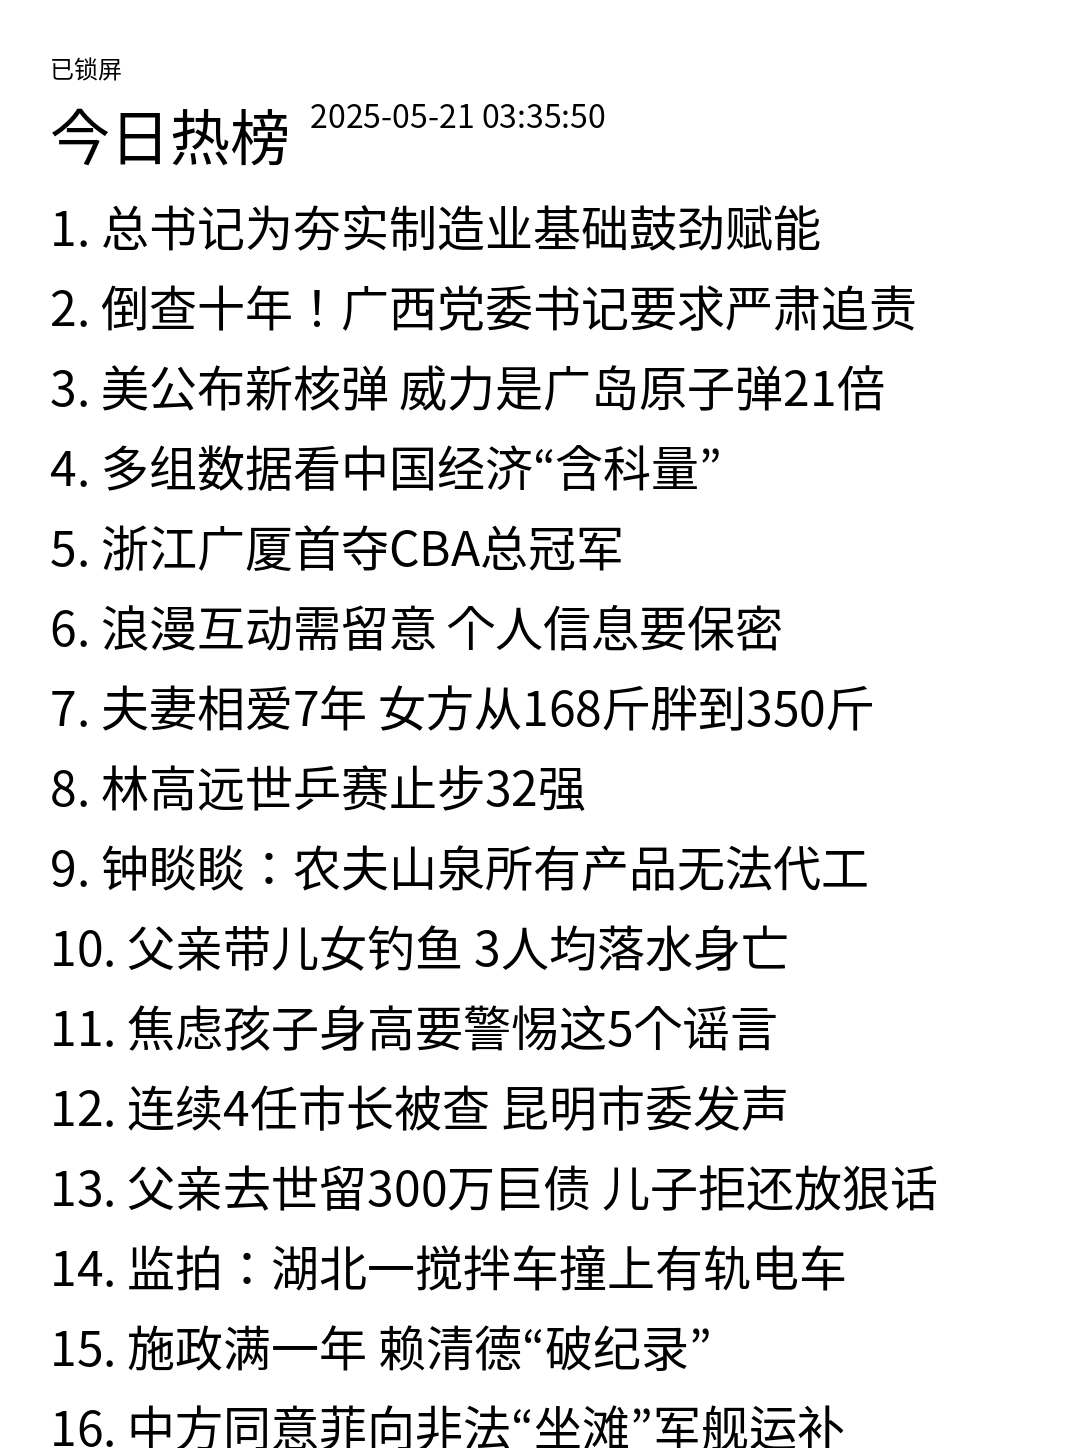 已锁屏
今日热榜 2025-05-21 03:35:50
1. 总书记为夯实制造业基础鼓劲赋能
2. 倒查十年！广西党委书记要求严肃追责
3. 美公布新核弹 威力是广岛原子弹21倍
4. 多组数据看中国经济“含科量”
5. 浙江广厦首夺CBA总冠军
6. 浪漫互动需留意 个人信息要保密
7. 夫妻相爱7年 女方从168斤胖到350斤
8. 林高远世乒赛止步32强
9. 钟睒睒：农夫山泉所有产品无法代工
10. 父亲带儿女钓鱼 3人均落水身亡
11. 焦虑孩子身高要警惕这5个谣言
12. 连续4任市长被查 昆明市委发声
13. 父亲去世留300万巨债 儿子拒还放狠话
14. 监拍：湖北一搅拌车撞上有轨电车
15. 施政满一年 赖清德“破纪录”
16. 中方同意菲向非法“坐滩”军舰运补